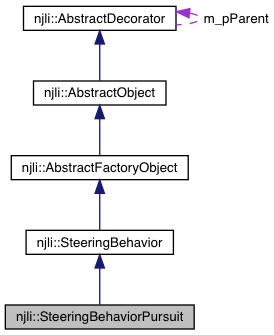 njli::AbstractDecorator
m_pParent
njli::AbstractObject
njli::AbstractFactoryObject
njli::SteeringBehavior
njli::SteeringBehaviorPursuit